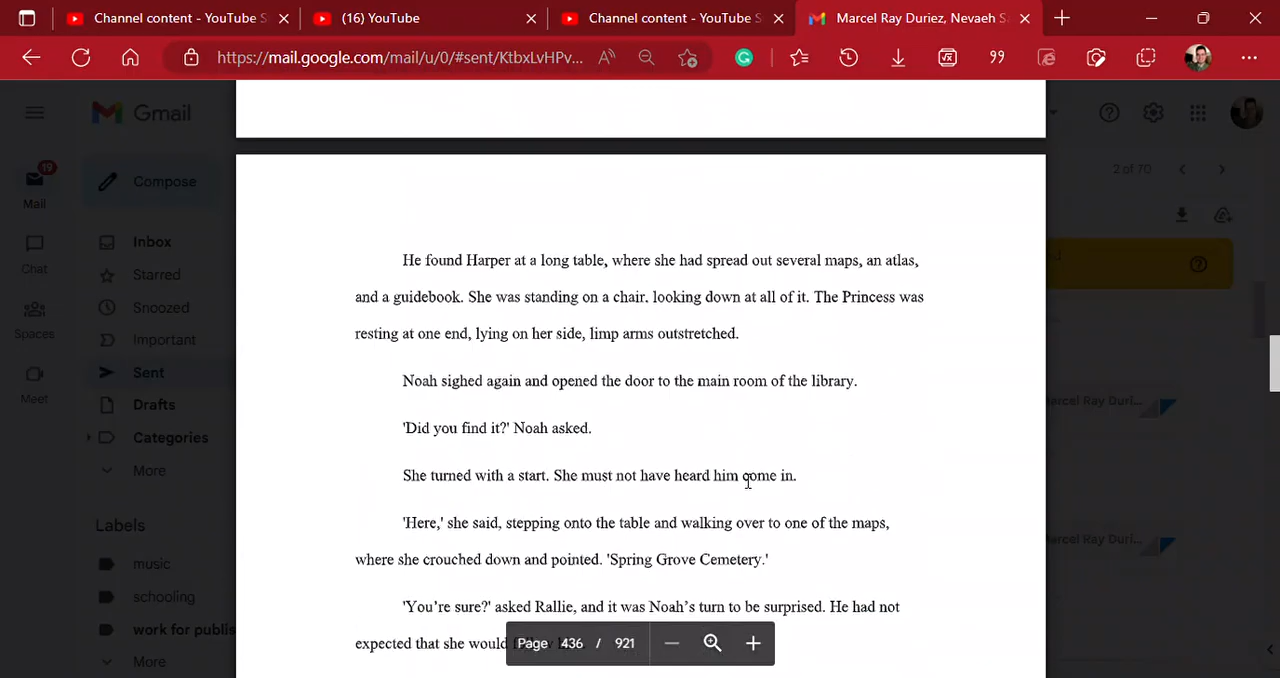 Channel content - YouTube S
(16) YouTube
Channel content - YouTube S
Marcel Ray Duriez, Nevaeh S
https://mail.google.com/mail/u/0/#sent/KtbxLvHPv...
Gmail
2 of 70
19
Mail
Compose
Chat
Inbox
Starred
Spaces
Snoozed
Important
Meet
Sent
Drafts
Categories
More
Labels
music
schooling
work for publis
More
Marcel Ray Duri...
Marcel Ray Duri...
He found Harper at a long table, where she had spread out several maps, an atlas,
and a guidebook. She was standing on a chair, looking down at all of it. The Princess was
resting at one end, lying on her side, limp arms outstretched.
Noah sighed again and opened the door to the main room of the library.
'Did you find it?' Noah asked.
She turned with a start. She must not have heard him come in.
'Here,' she said, stepping onto the table and walking over to one of the maps,
where she crouched down and pointed. 'Spring Grove Cemetery.'
'You’re sure?' asked Rallie, and it was Noah’s turn to be surprised. He had not
expected that she would
Page 436 / 921